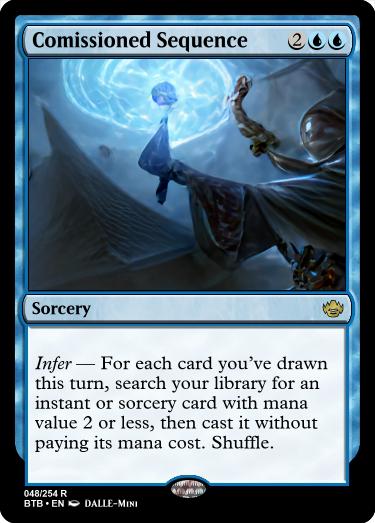 Comissioned Sequence 2
Sorcery
Infer — For each card you’ve drawn
this turn, search your library for an
instant or sorcery card with mana
value 2 or less, then cast it without
paying its mana cost. Shuffle.
048/254 R
BTB • EN DALLE-Mini